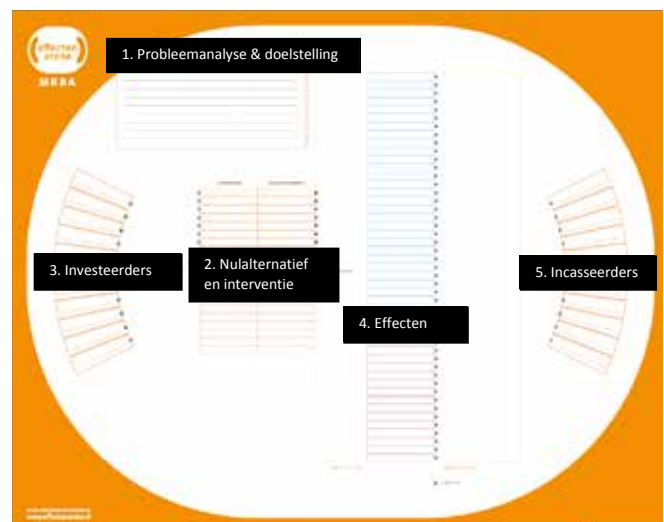 effecten
arena
MKBA
1. Probleemanalyse & doelstelling
3. Investeerders
2. Nulalternatief
en interventie
4. Effecten
5. Incasseerders